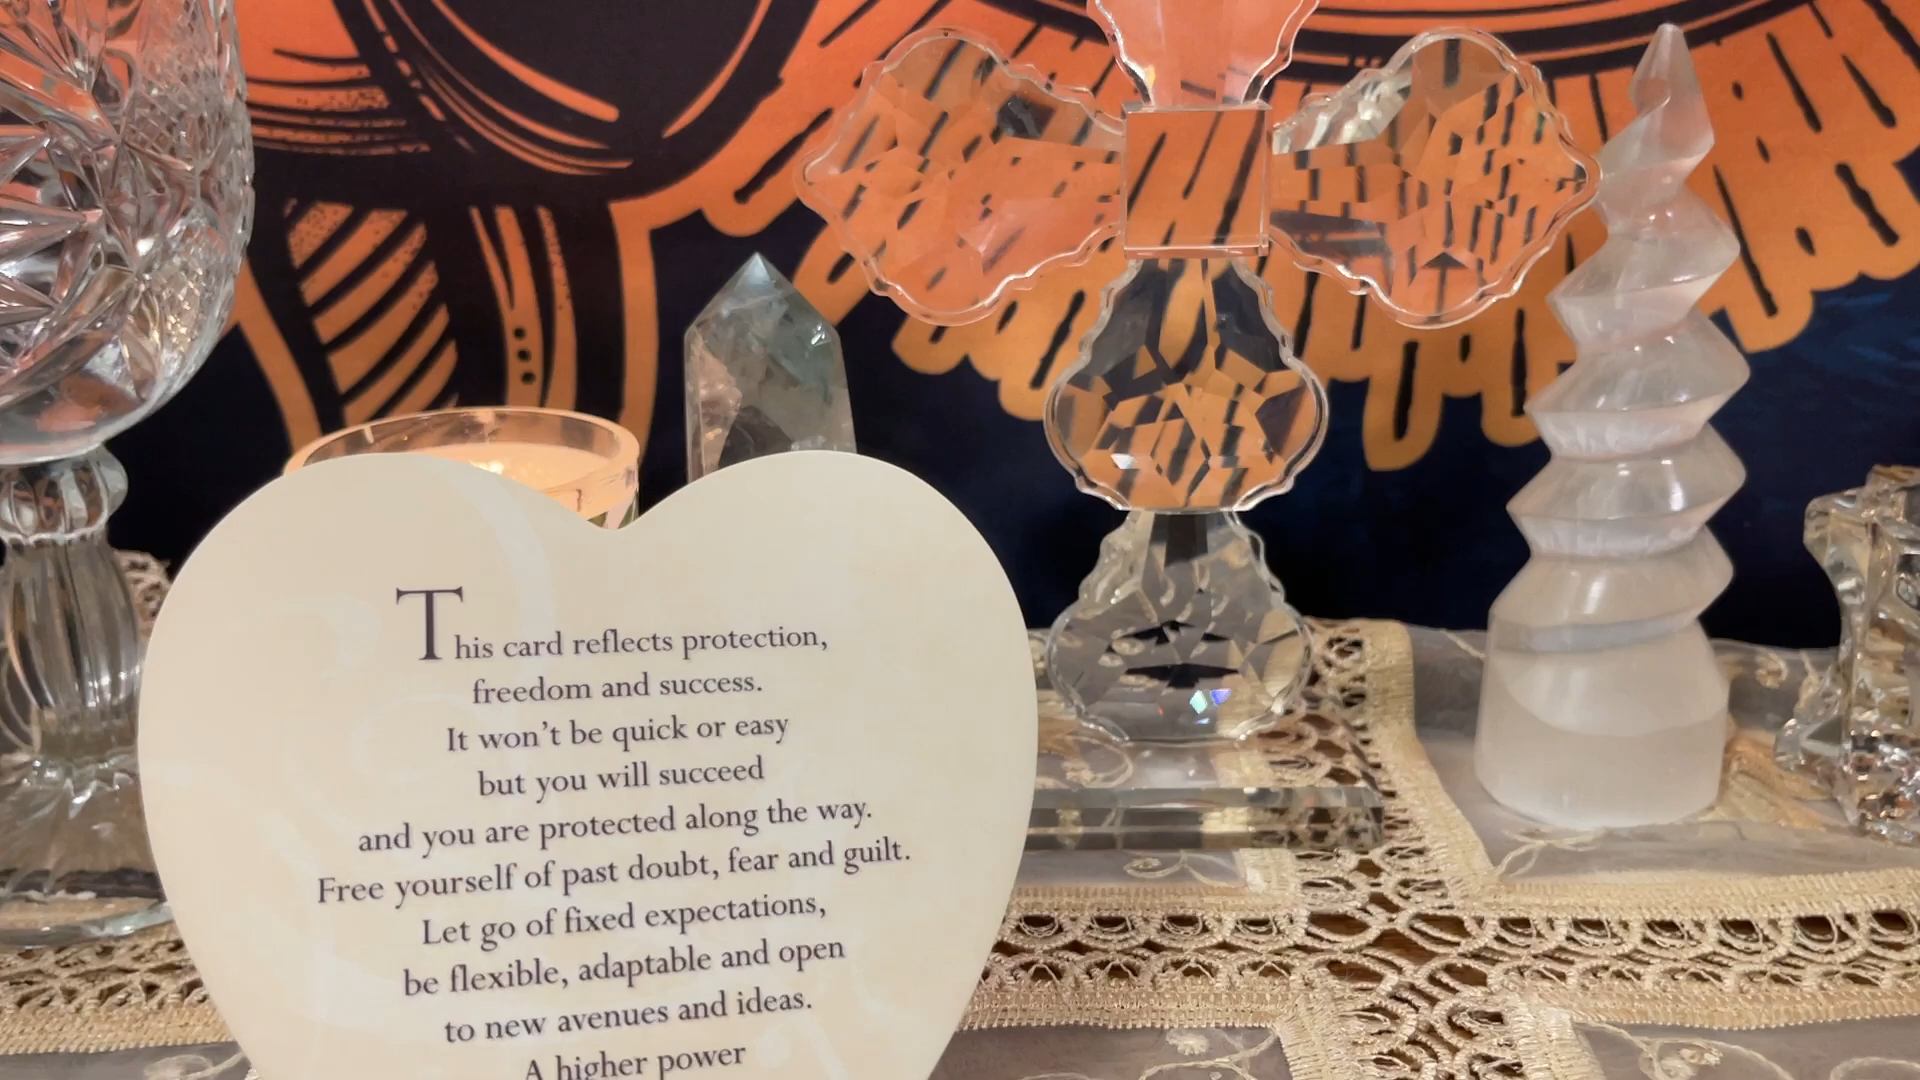 This card reflects protection,
freedom and success.
It won't be quick or easy
but you will succeed
and you are protected along the way.
Free yourself of past doubt, fear and guilt.
Let go of fixed expectations,
be flexible, adaptable and open
to new avenues and ideas.
A higher power